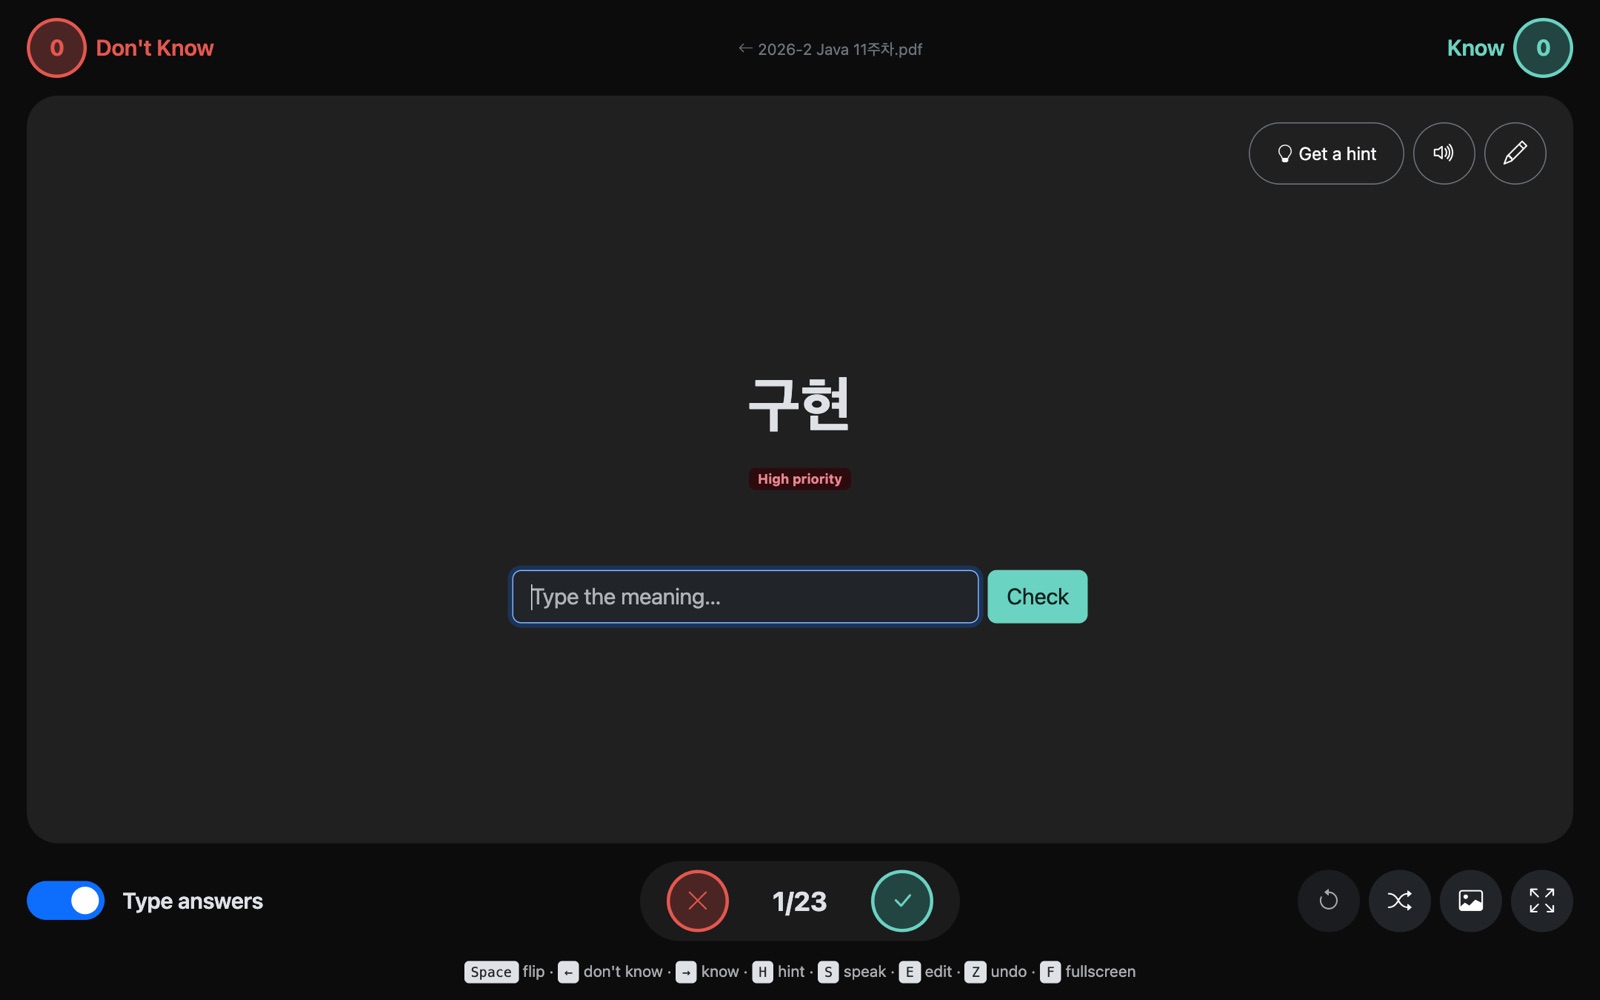 0 Don't Know
← 2026-2 Java 11주차.pdf
Know 0
Get a hint
구현
High priority
Type the meaning...
Check
Type answers
1/23
Space flip · ← don't know · → know · H hint · S speak · E edit · Z undo · F fullscreen